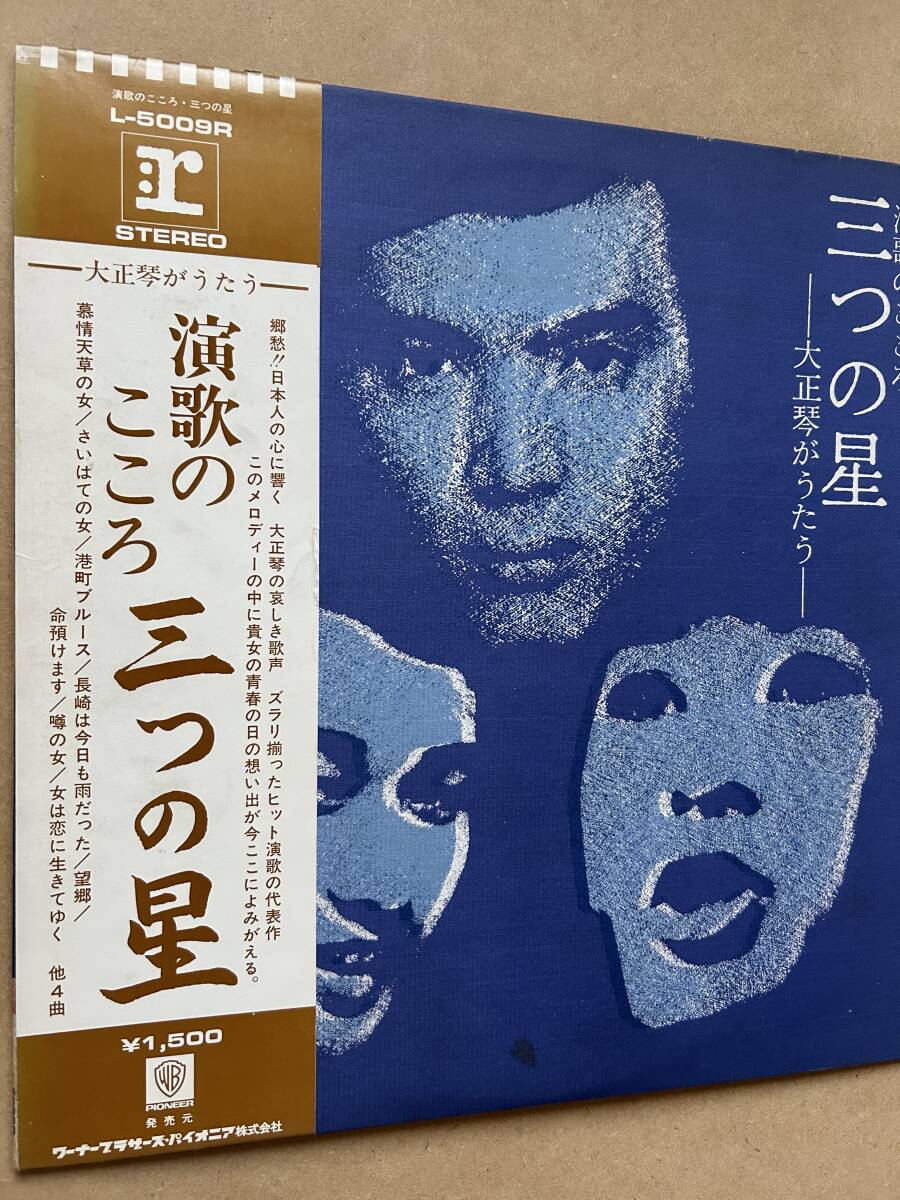 演歌のこころ・三つの星
L-5009R
r
STEREO
大正琴がうたう
郷愁!!日本人の心に響く 大正琴の哀しき歌声 ズラリ揃ったヒット演歌の代表作
このメロディーの中に貴女の青春の日の想い出が今ここによみがえる。
演歌の
こころ
三つの星
慕情天草の女/さいはての女/港町ブルース/長崎は今日も雨だった/望郷/
命預けます/噂の女/女は恋に生きてゆく 他4曲
¥1,500
WB
PIONEER
発売元
ワーナーブラザース・パイオニア株式会社
演歌のこころ
三つの星
大正琴がうたう